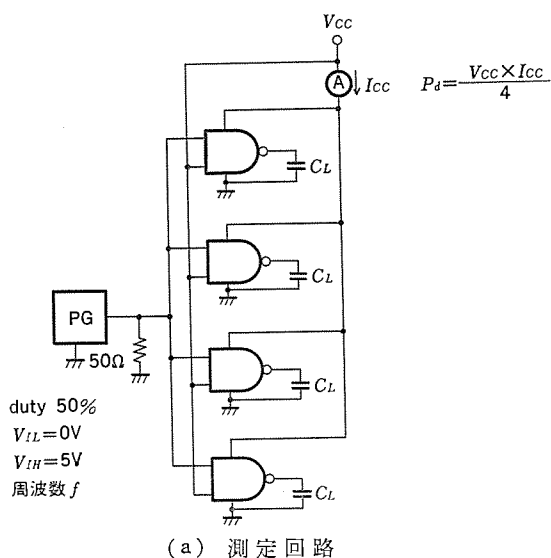 VCC
A
ICC
Pd = VCC×ICC / 4
CL
CL
PG
50Ω
CL
duty 50%
VIL=0V
VIH=5V
周波数 f
CL
(a) 測定回路